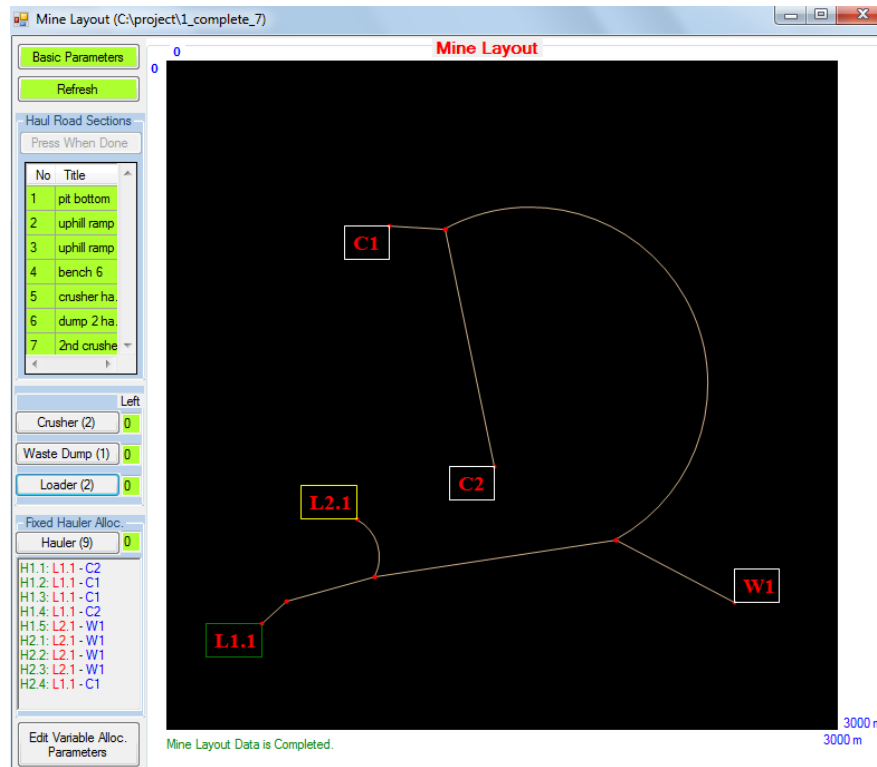 Mine Layout (C:\project\1_complete_7)
Basic Parameters
Refresh
Haul Road Sections
Press When Done
No Title
1 pit bottom
2 uphill ramp
3 uphill ramp
4 bench 6
5 crusher ha.
6 dump 2 ha.
7 2nd crushe
Left
Crusher (2) 0
Waste Dump (1) 0
Loader (2) 0
Fixed Hauler Alloc.
Hauler (9) 0
H1.1: L1.1 - C2
H1.2: L1.1 - C1
H1.3: L1.1 - C1
H1.4: L1.1 - C2
H1.5: L2.1 - W1
H2.1: L2.1 - W1
H2.2: L2.1 - W1
H2.3: L2.1 - W1
H2.4: L1.1 - C1
Edit Variable Alloc.
Parameters
0 Mine Layout
0
C1
C2
L2.1
W1
L1.1
3000 m
3000 m
Mine Layout Data is Completed.